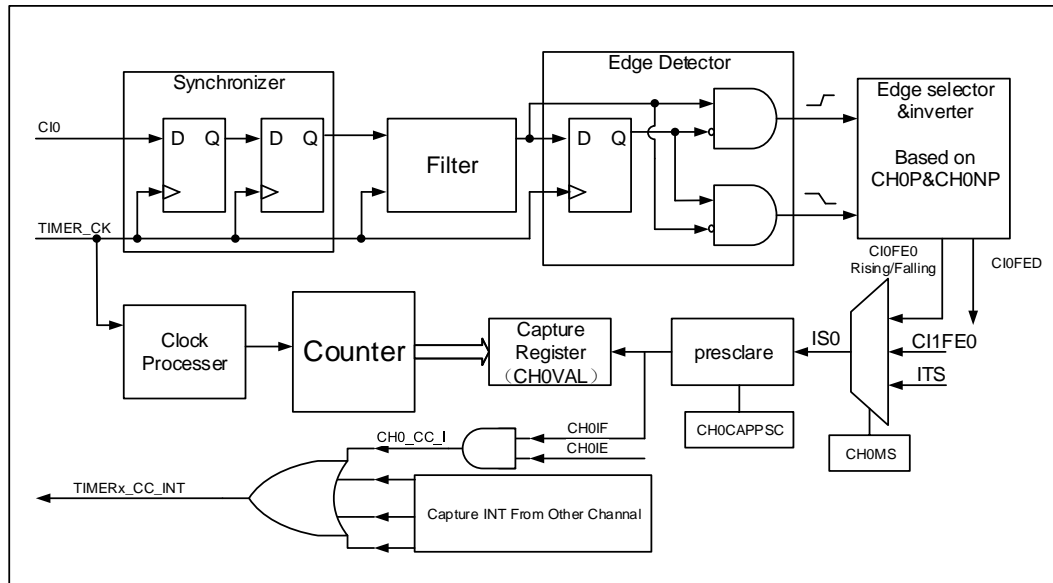 Synchronizer
Edge Detector
CI0
D Q
D Q
Filter
D Q
Edge selector
&inverter
Based on
CH0P&CH0NP
TIMER_CK
CI0FE0
Rising/Falling
CI0FED
Clock
Processer
Counter
Capture
Register
（CH0VAL）
presclare
IS0
CI1FE0
ITS
CH0CAPPSC
CH0MS
CH0_CC_I
CH0IF
CH0IE
TIMERx_CC_INT
Capture INT From Other Channel